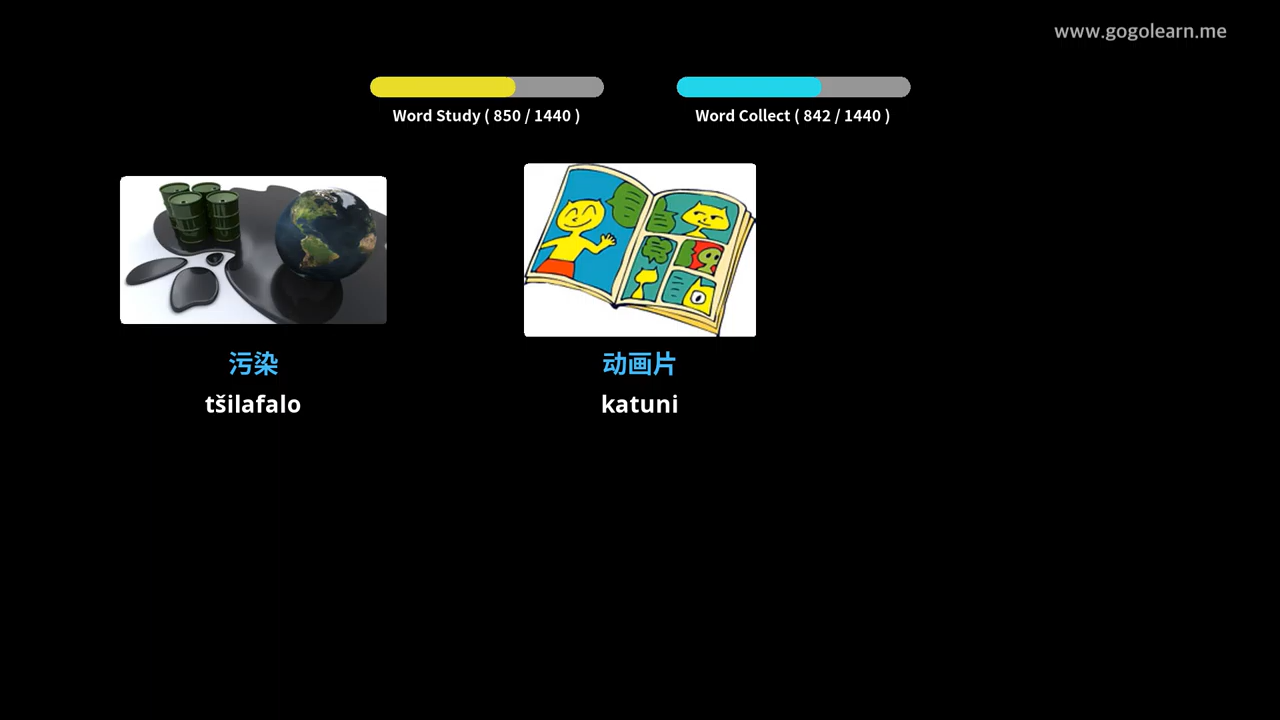 www.gogolearn.me
Word Study ( 850 / 1440 )
Word Collect ( 842 / 1440 )
污染
动画片
tšilafalo
katuni